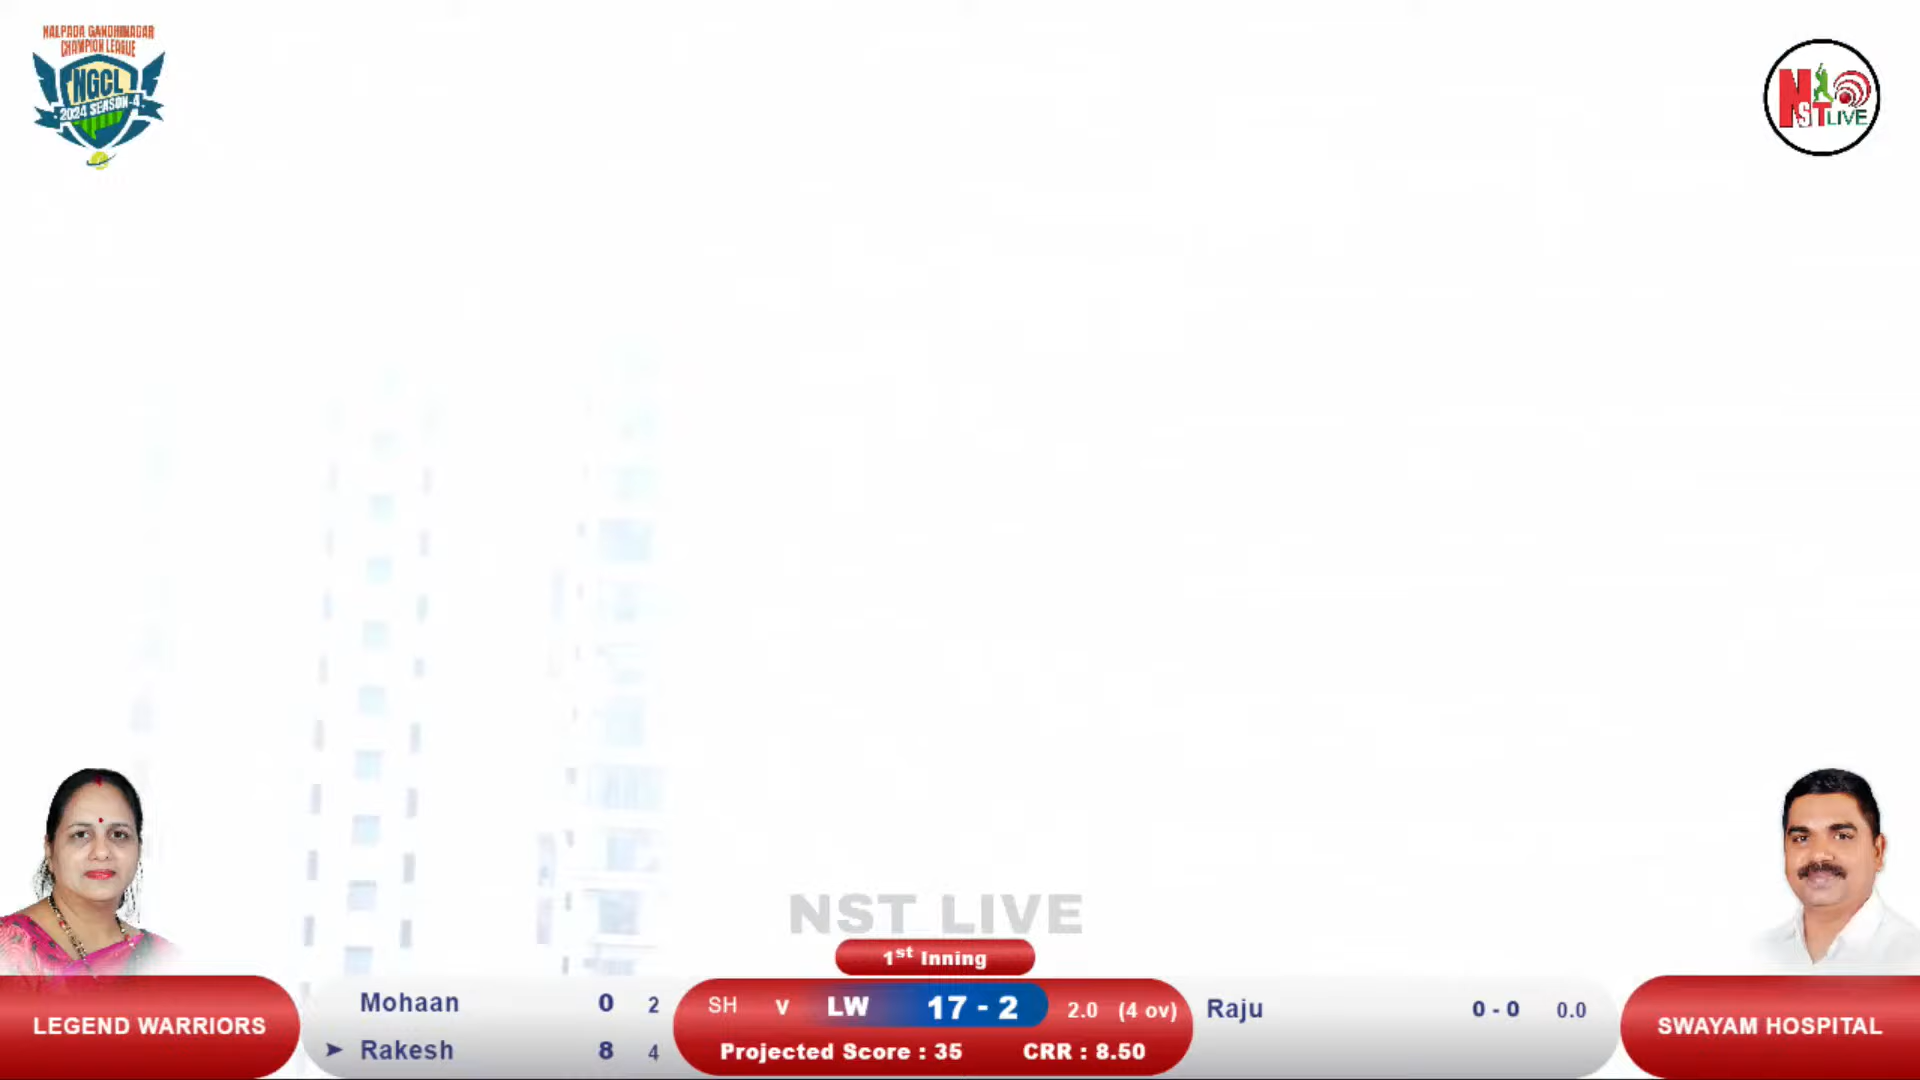 NALPADA GANDHINAGAR
CHAMPION LEAGUE
NGCL
2024 SEASON-4
NST LIVE
NST LIVE
1st Inning
LEGEND WARRIORS
Mohaan 0 2
➤ Rakesh 8 4
SH v LW 17 - 2 2.0 (4 ov)
Projected Score : 35 CRR : 8.50
Raju 0 - 0 0.0
SWAYAM HOSPITAL